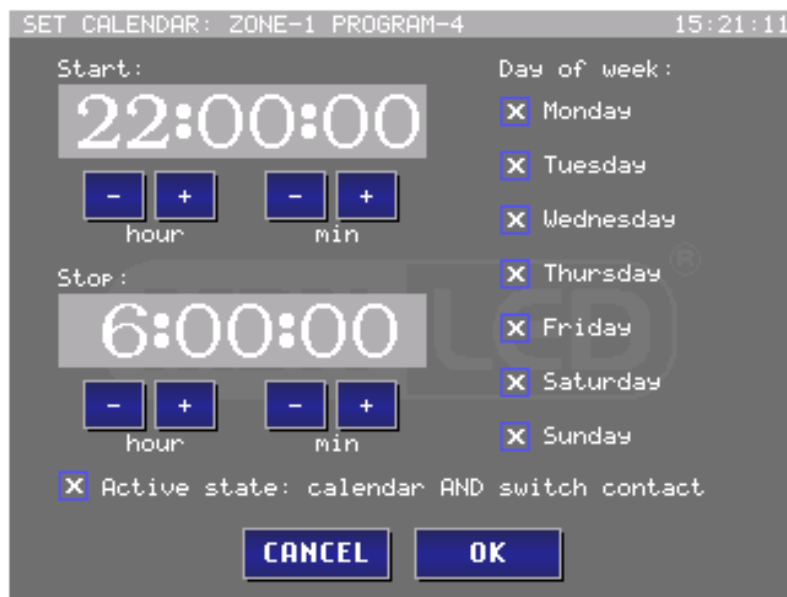 SET CALENDAR: ZONE-1 PROGRAM-4 15:21:11
Start:
22:00:00
- + - +
hour min
Stop:
6:00:00
- + - +
hour min
Day of week:
X Monday
X Tuesday
X Wednesday
X Thursday
X Friday
X Saturday
X Sunday
X Active state: calendar AND switch contact
CANCEL OK
LED ®